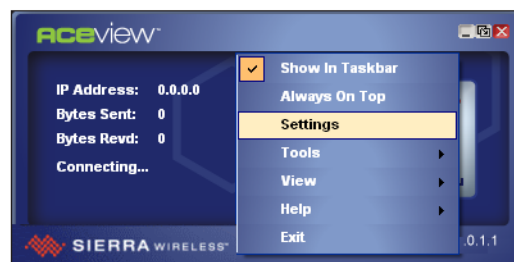 aceview
IP Address: 0.0.0.0
Bytes Sent: 0
Bytes Revd: 0
Connecting...
Show In Taskbar
Always On Top
Settings
Tools
View
Help
Exit
SIERRA WIRELESS
.0.1.1